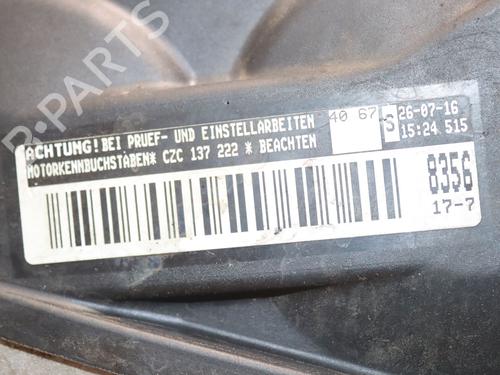 B-PARTS
ACHTUNG! BEI PRUEF- UND EINSTELLARBEITEN
MOTORKENNBUCHSTABEN* CZC 137 222 * BEACHTEN
40 67
S
26-07-16
15:24 515
8356
17-7